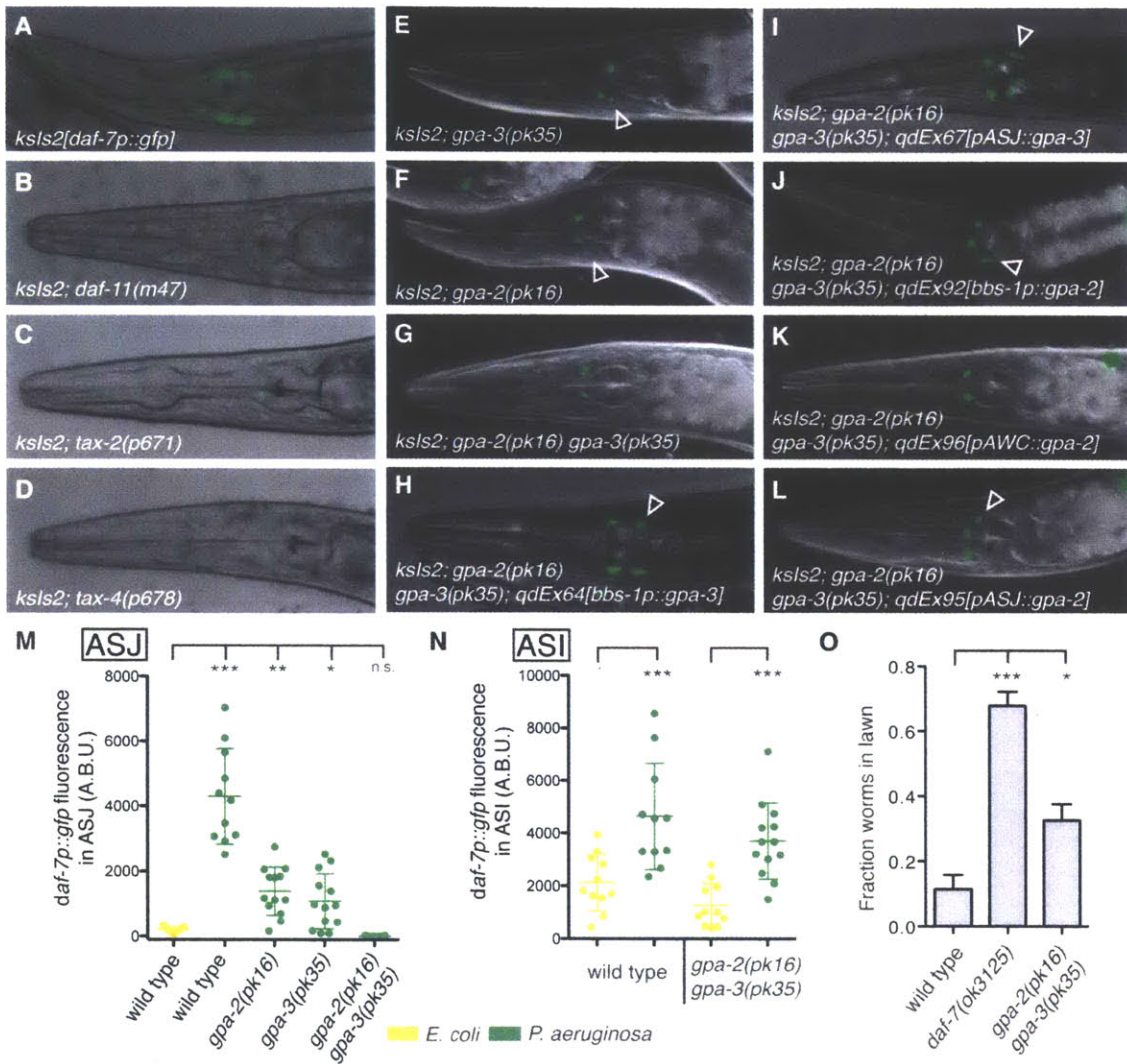 A
ksIs2[daf-7p::gfp]
B
ksIs2; daf-11(m47)
C
ksIs2; tax-2(p671)
D
ksIs2; tax-4(p678)
E
ksIs2; gpa-3(pk35)
F
ksIs2; gpa-2(pk16)
G
ksIs2; gpa-2(pk16) gpa-3(pk35)
H
ksIs2; gpa-2(pk16)
gpa-3(pk35); qdEx64[bbs-1p::gpa-3]
I
ksIs2; gpa-2(pk16)
gpa-3(pk35); qdEx67[pASJ::gpa-3]
J
ksIs2; gpa-2(pk16)
gpa-3(pk35); qdEx92[bbs-1p::gpa-2]
K
ksIs2; gpa-2(pk16)
gpa-3(pk35); qdEx96[pAWC::gpa-2]
L
ksIs2; gpa-2(pk16)
gpa-3(pk35); qdEx95[pASJ::gpa-2]
M
ASJ
*** ** * n.s.
daf-7p::gfp fluorescence
in ASJ (A.B.U.)
8000
6000
4000
2000
0
wild type
wild type
gpa-2(pk16)
gpa-3(pk35)
gpa-2(pk16)
gpa-3(pk35)
N
ASI
*** ***
daf-7p::gfp fluorescence
in ASI (A.B.U.)
10000
8000
6000
4000
2000
0
wild type
gpa-2(pk16)
gpa-3(pk35)
E. coli
P. aeruginosa
O
*** *
Fraction worms in lawn
0.8
0.6
0.4
0.2
0.0
wild type
daf-7(ok3125)
gpa-2(pk16)
gpa-3(pk35)